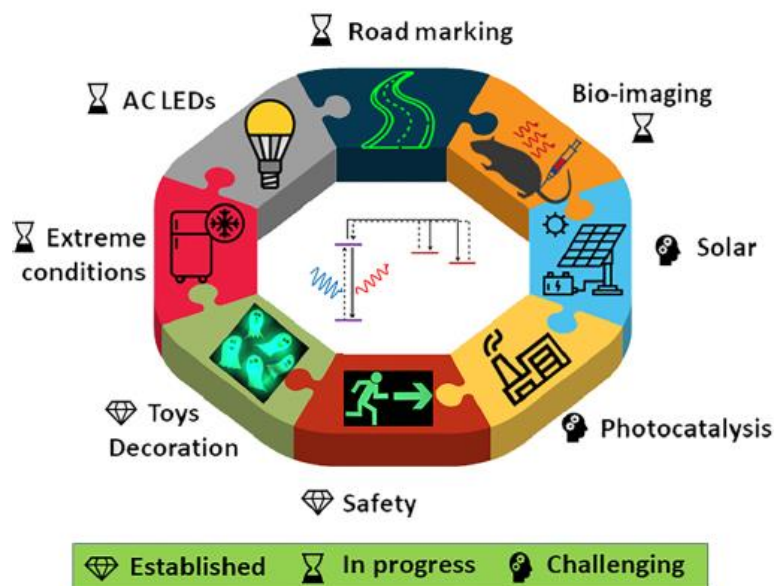 Road marking
AC LEDs
Bio-imaging
Extreme
conditions
Solar
Toys
Decoration
Photocatalysis
Safety
Established In progress Challenging